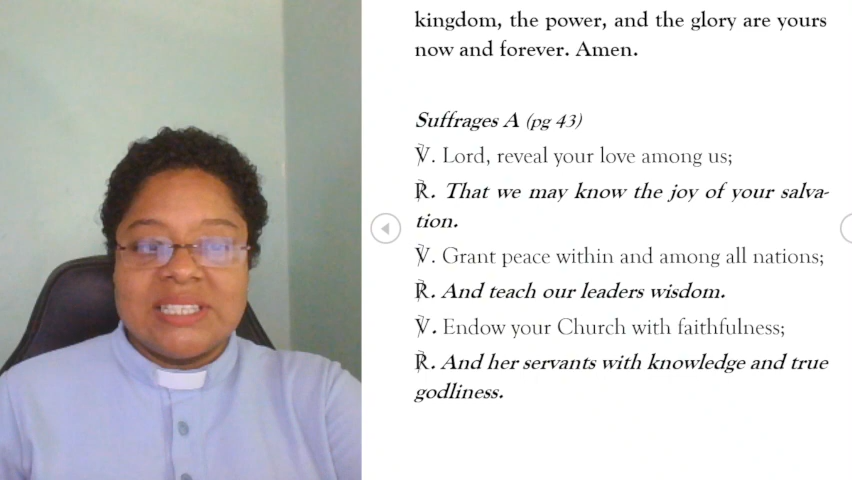 kingdom, the power, and the glory are yours
now and forever. Amen.
Suffrages A (pg 43)
℣. Lord, reveal your love among us;
℟. That we may know the joy of your salva-
tion.
℣. Grant peace within and among all nations;
℟. And teach our leaders wisdom.
℣. Endow your Church with faithfulness;
℟. And her servants with knowledge and true
godliness.